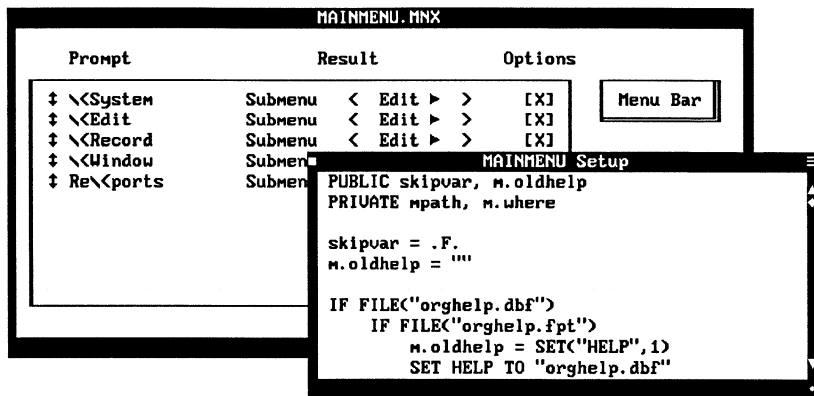 MAINMENU.MNX
Prompt Result Options
↕ \<System Submenu < Edit ► > [X] Menu Bar
↕ \<Edit Submenu < Edit ► > [X]
↕ \<Record Submenu < Edit ► > [X]
↕ \<Window Submen
↕ Re\<ports Submen
MAINMENU Setup
PUBLIC skipvar, m.oldhelp
PRIVATE mpath, m.where
skipvar = .F.
m.oldhelp = ""
IF FILE("orghelp.dbf")
IF FILE("orghelp.fpt")
m.oldhelp = SET("HELP",1)
SET HELP TO "orghelp.dbf"